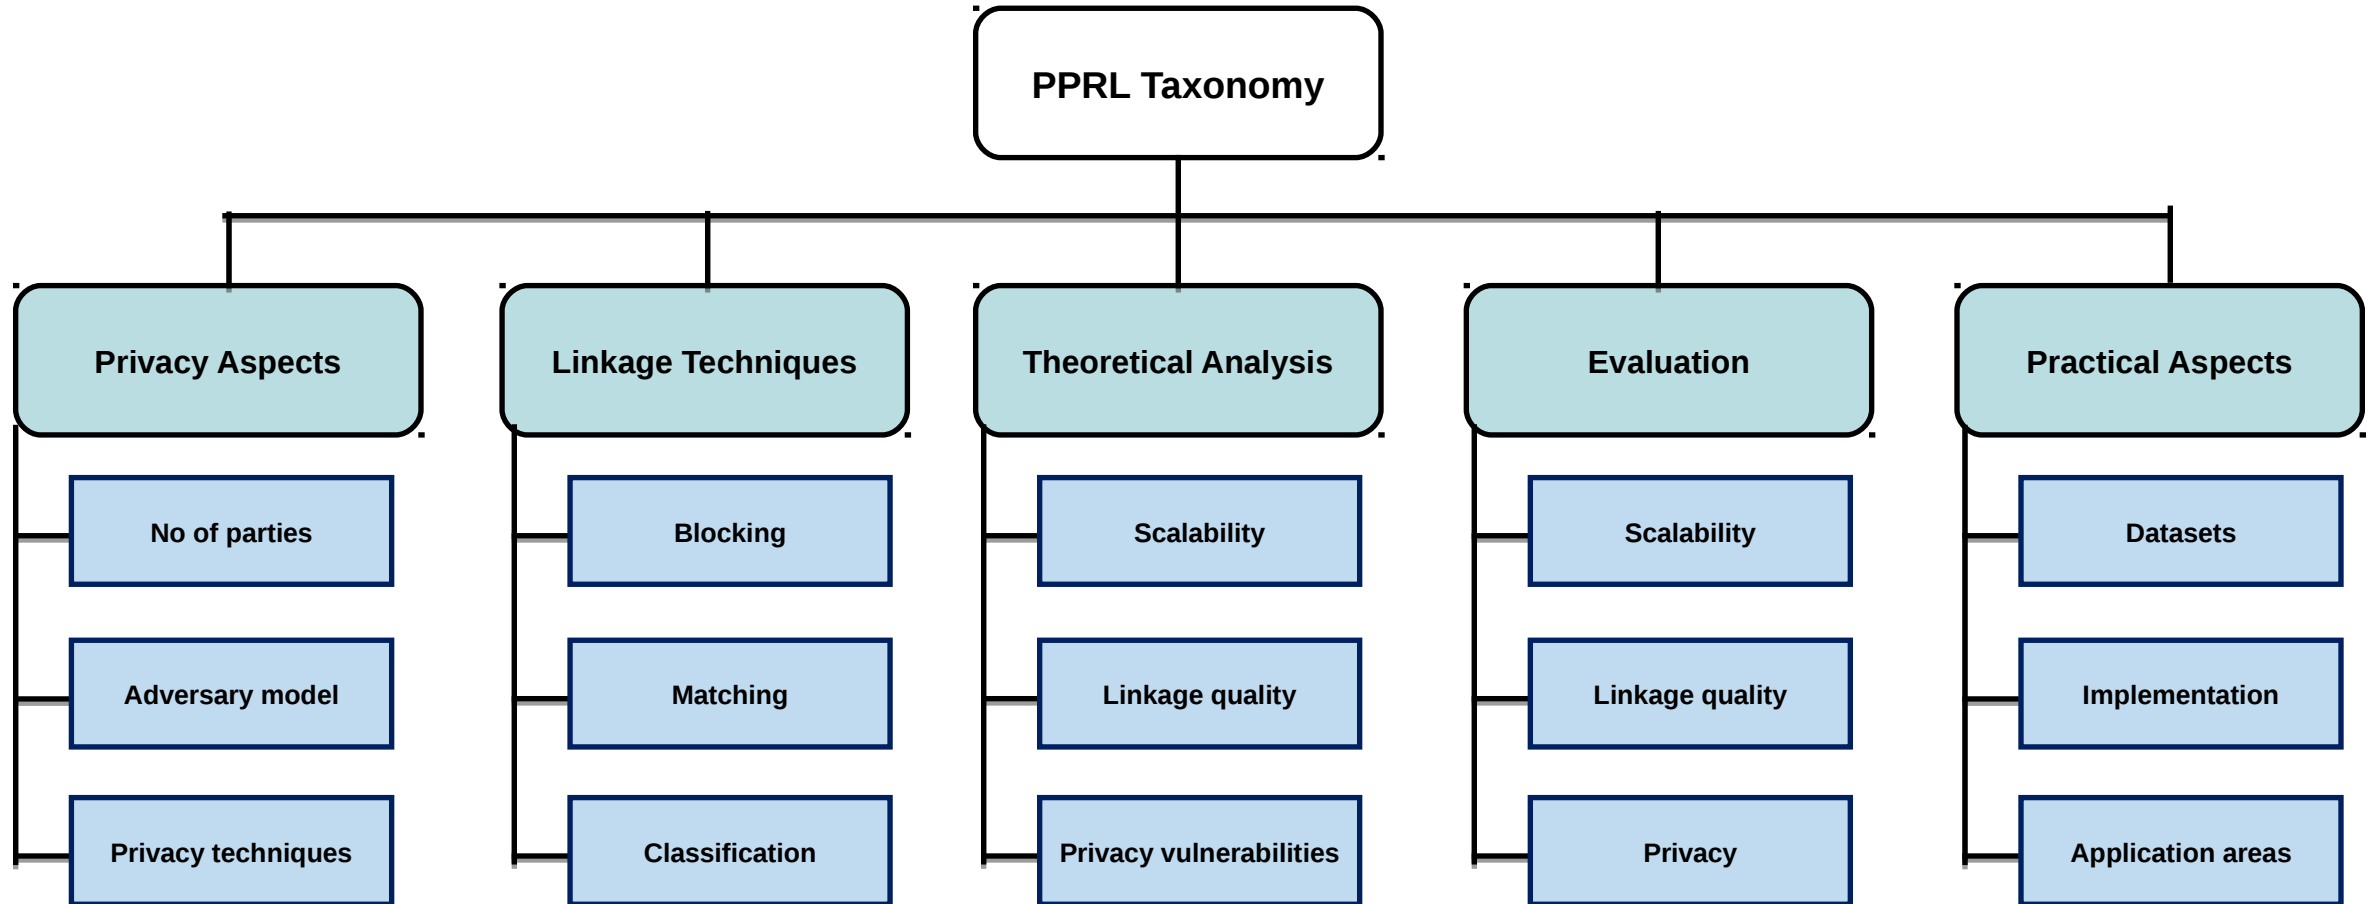 PPRL Taxonomy
Privacy Aspects
Linkage Techniques
Theoretical Analysis
Evaluation
Practical Aspects
No of parties
Blocking
Scalability
Scalability
Datasets
Adversary model
Matching
Linkage quality
Linkage quality
Implementation
Privacy techniques
Classification
Privacy vulnerabilities
Privacy
Application areas